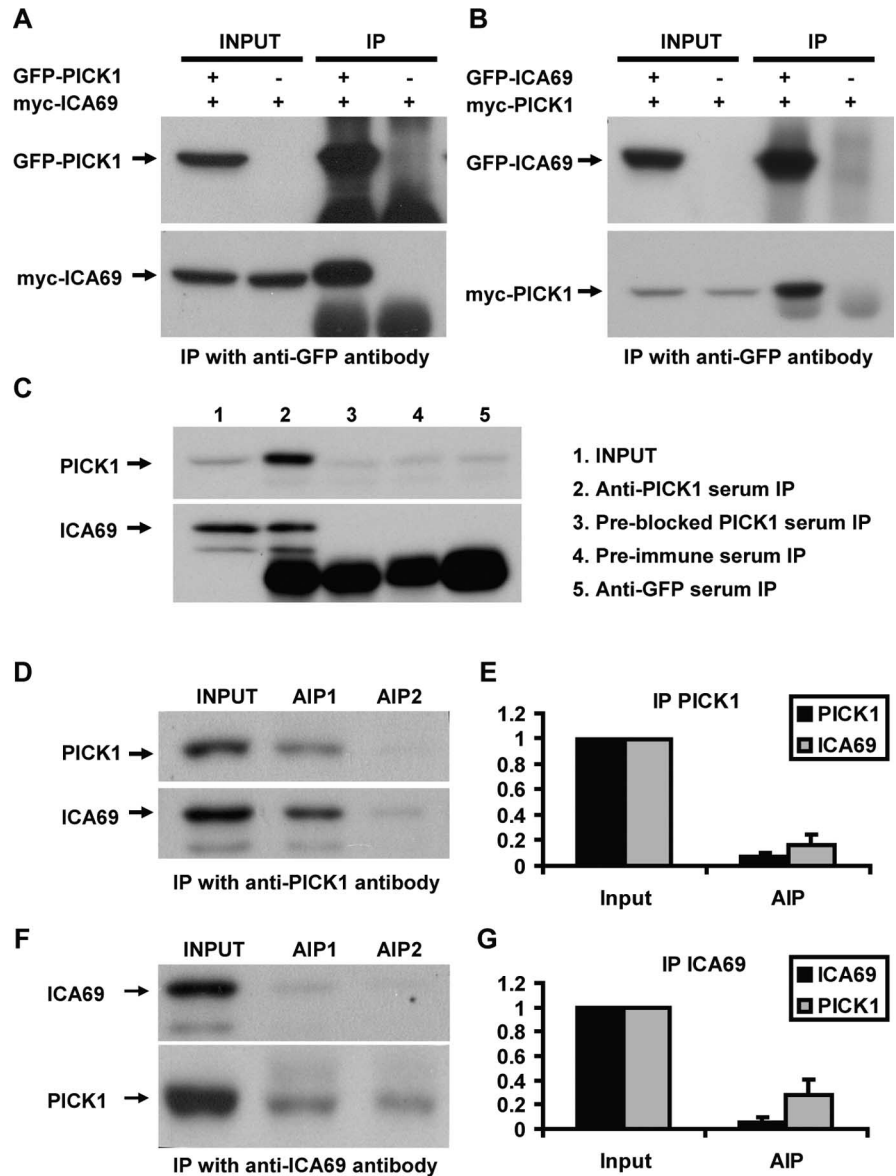 A
INPUT IP
GFP-PICK1 + - + -
myc-ICA69 + + + +
GFP-PICK1
myc-ICA69
IP with anti-GFP antibody
B
INPUT IP
GFP-ICA69 + - + -
myc-PICK1 + + + +
GFP-ICA69
myc-PICK1
IP with anti-GFP antibody
C
1 2 3 4 5
PICK1
ICA69
1. INPUT
2. Anti-PICK1 serum IP
3. Pre-blocked PICK1 serum IP
4. Pre-immune serum IP
5. Anti-GFP serum IP
D
INPUT AIP1 AIP2
PICK1
ICA69
IP with anti-PICK1 antibody
E
IP PICK1
PICK1
ICA69
1.2
1
0.8
0.6
0.4
0.2
0
Input AIP
F
INPUT AIP1 AIP2
ICA69
PICK1
IP with anti-ICA69 antibody
G
IP ICA69
ICA69
PICK1
1.2
1
0.8
0.6
0.4
0.2
0
Input AIP